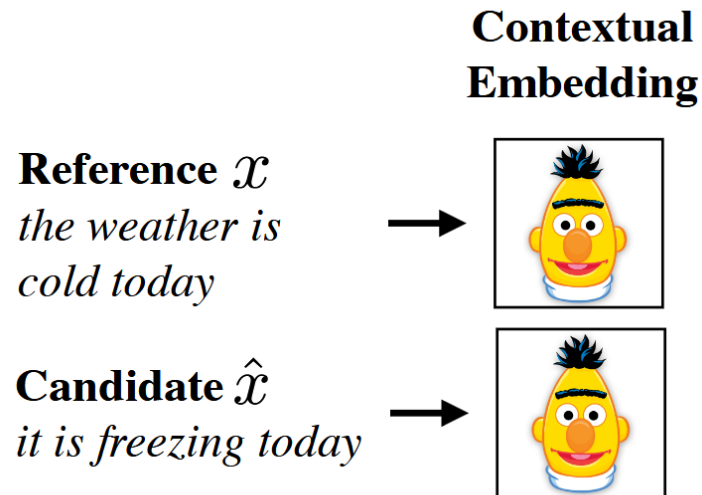 Contextual
Embedding
Reference x
the weather is
cold today
Candidate x̂
it is freezing today